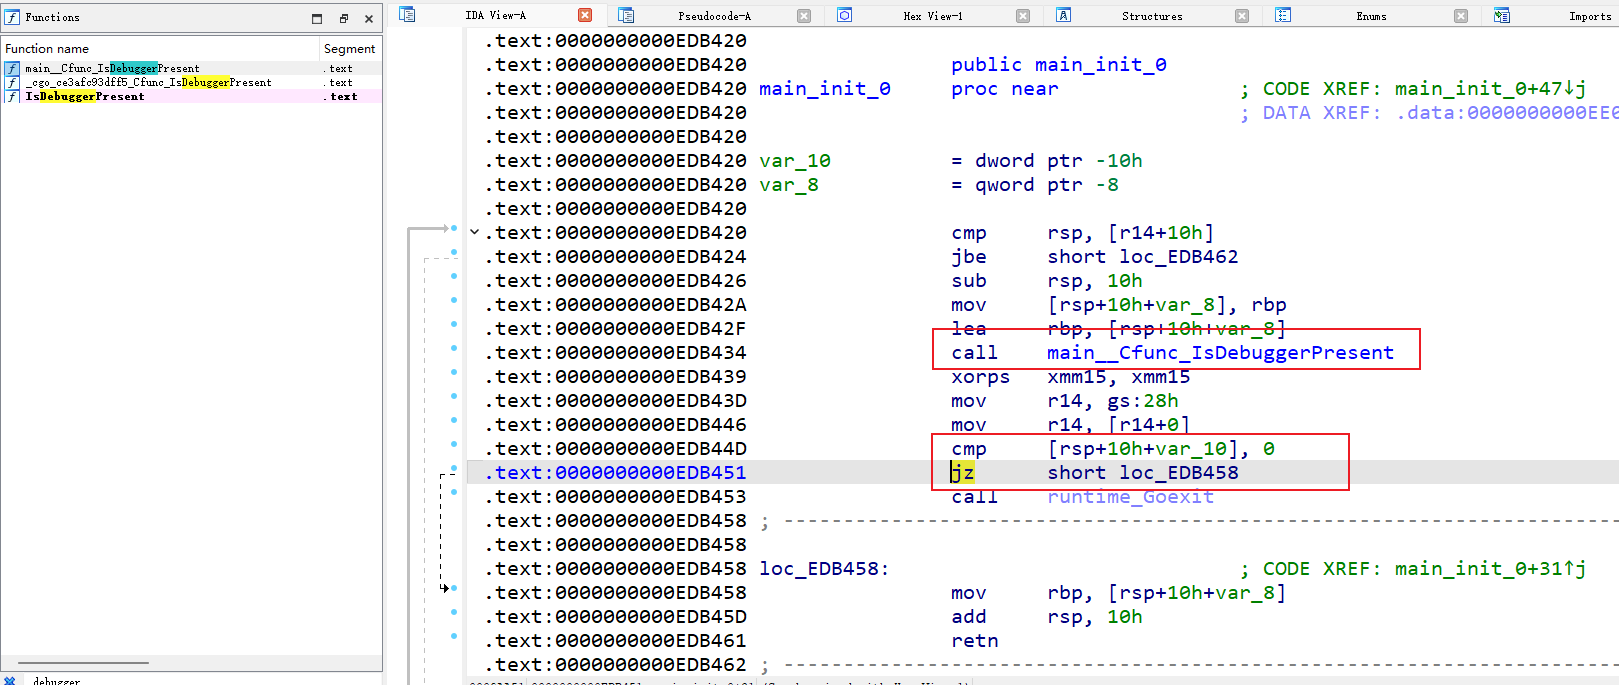 Functions
IDA View-A
Pseudocode-A
Hex View-1
Structures
Enums
Imports
Function name Segment
main__Cfunc_IsDebuggerPresent .text
_cgo_ce3afc93dff5_Cfunc_IsDebuggerPresent .text
IsDebuggerPresent .text
debugger
.text:0000000000EDB420
.text:0000000000EDB420 public main_init_0
.text:0000000000EDB420 main_init_0 proc near ; CODE XREF: main_init_0+47↓j
.text:0000000000EDB420 ; DATA XREF: .data:0000000000EE0
.text:0000000000EDB420
.text:0000000000EDB420 var_10 = dword ptr -10h
.text:0000000000EDB420 var_8 = qword ptr -8
.text:0000000000EDB420
.text:0000000000EDB420 cmp rsp, [r14+10h]
.text:0000000000EDB424 jbe short loc_EDB462
.text:0000000000EDB426 sub rsp, 10h
.text:0000000000EDB42A mov [rsp+10h+var_8], rbp
.text:0000000000EDB42F lea rbp, [rsp+10h+var_8]
.text:0000000000EDB434 call main__Cfunc_IsDebuggerPresent
.text:0000000000EDB439 xorps xmm15, xmm15
.text:0000000000EDB43D mov r14, gs:28h
.text:0000000000EDB446 mov r14, [r14+0]
.text:0000000000EDB44D cmp [rsp+10h+var_10], 0
.text:0000000000EDB451 jz short loc_EDB458
.text:0000000000EDB453 call runtime_Goexit
.text:0000000000EDB458 ; ---------------------------------------------------------------------------
.text:0000000000EDB458
.text:0000000000EDB458 loc_EDB458: ; CODE XREF: main_init_0+31↑j
.text:0000000000EDB458 mov rbp, [rsp+10h+var_8]
.text:0000000000EDB45D add rsp, 10h
.text:0000000000EDB461 retn
.text:0000000000EDB462 ; ---------------------------------------------------------------------------